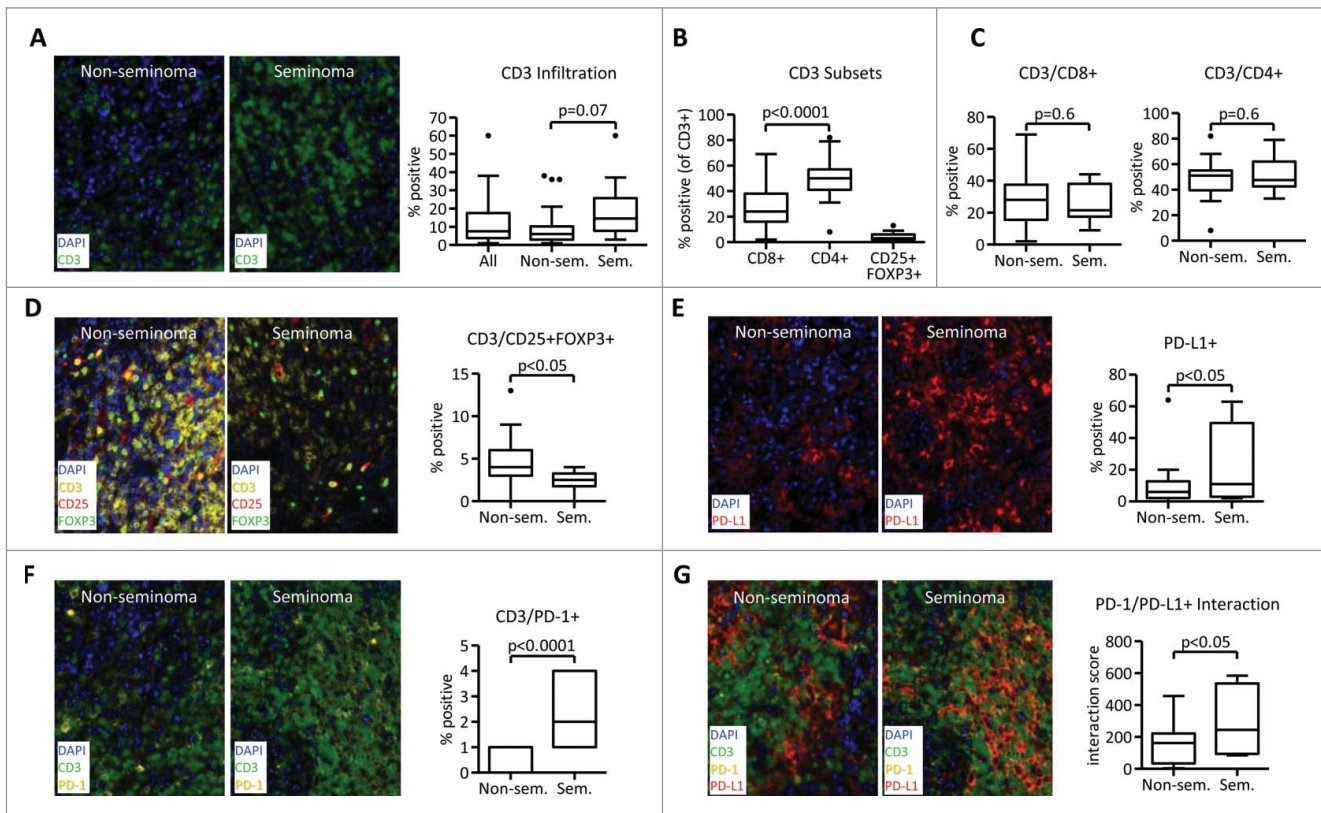 A
Non-seminoma
Seminoma
DAPI
CD3
DAPI
CD3
CD3 Infiltration
p=0.07
% positive
70
60
50
40
30
20
10
0
All
Non-sem.
Sem.
B
CD3 Subsets
p<0.0001
% positive (of CD3+)
100
80
60
40
20
0
CD8+
CD4+
CD25+
FOXP3+
C
CD3/CD8+
p=0.6
% positive
80
60
40
20
0
Non-sem.
Sem.
CD3/CD4+
p=0.6
% positive
100
80
60
40
20
0
Non-sem.
Sem.
D
Non-seminoma
Seminoma
DAPI
CD3
CD25
FOXP3
DAPI
CD3
CD25
FOXP3
CD3/CD25+FOXP3+
p<0.05
% positive
15
10
5
0
Non-sem.
Sem.
E
Non-seminoma
Seminoma
DAPI
PD-L1
DAPI
PD-L1
PD-L1+
p<0.05
% positive
80
60
40
20
0
Non-sem.
Sem.
F
Non-seminoma
Seminoma
DAPI
CD3
PD-1
DAPI
CD3
PD-1
CD3/PD-1+
p<0.0001
% positive
5
4
3
2
1
0
Non-sem.
Sem.
G
Non-seminoma
Seminoma
DAPI
CD3
PD-1
PD-L1
DAPI
CD3
PD-1
PD-L1
PD-1/PD-L1+ Interaction
p<0.05
interaction score
800
600
400
200
0
Non-sem.
Sem.